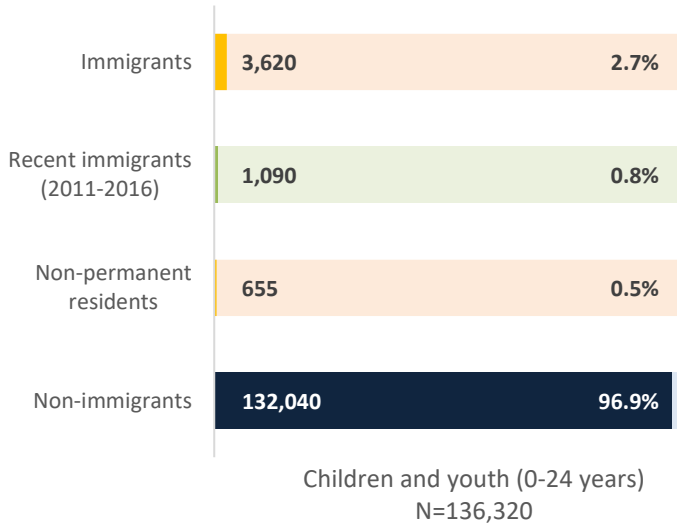 Immigrants 3,620 2.7%
Recent immigrants
(2011-2016) 1,090 0.8%
Non-permanent
residents 655 0.5%
Non-immigrants 132,040 96.9%
Children and youth (0-24 years)
N=136,320